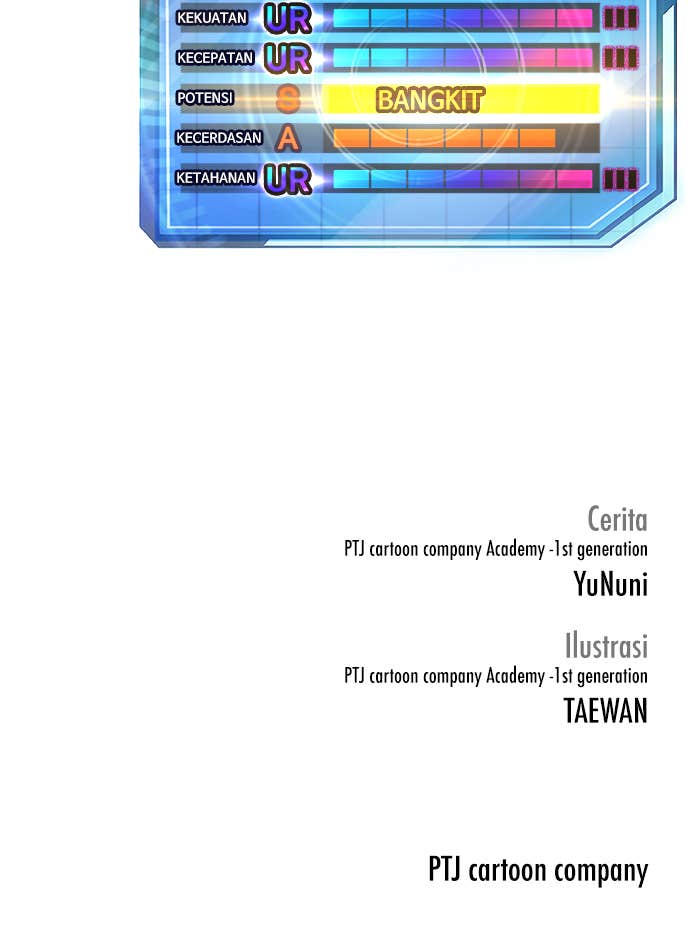 KEKUATAN UR
KECEPATAN UR
POTENSI S BANGKIT
KECERDASAN A
KETAHANAN UR
Cerita
PTJ cartoon company Academy -1st generation
YuNuni
Ilustrasi
PTJ cartoon company Academy -1st generation
TAEWAN
PTJ cartoon company